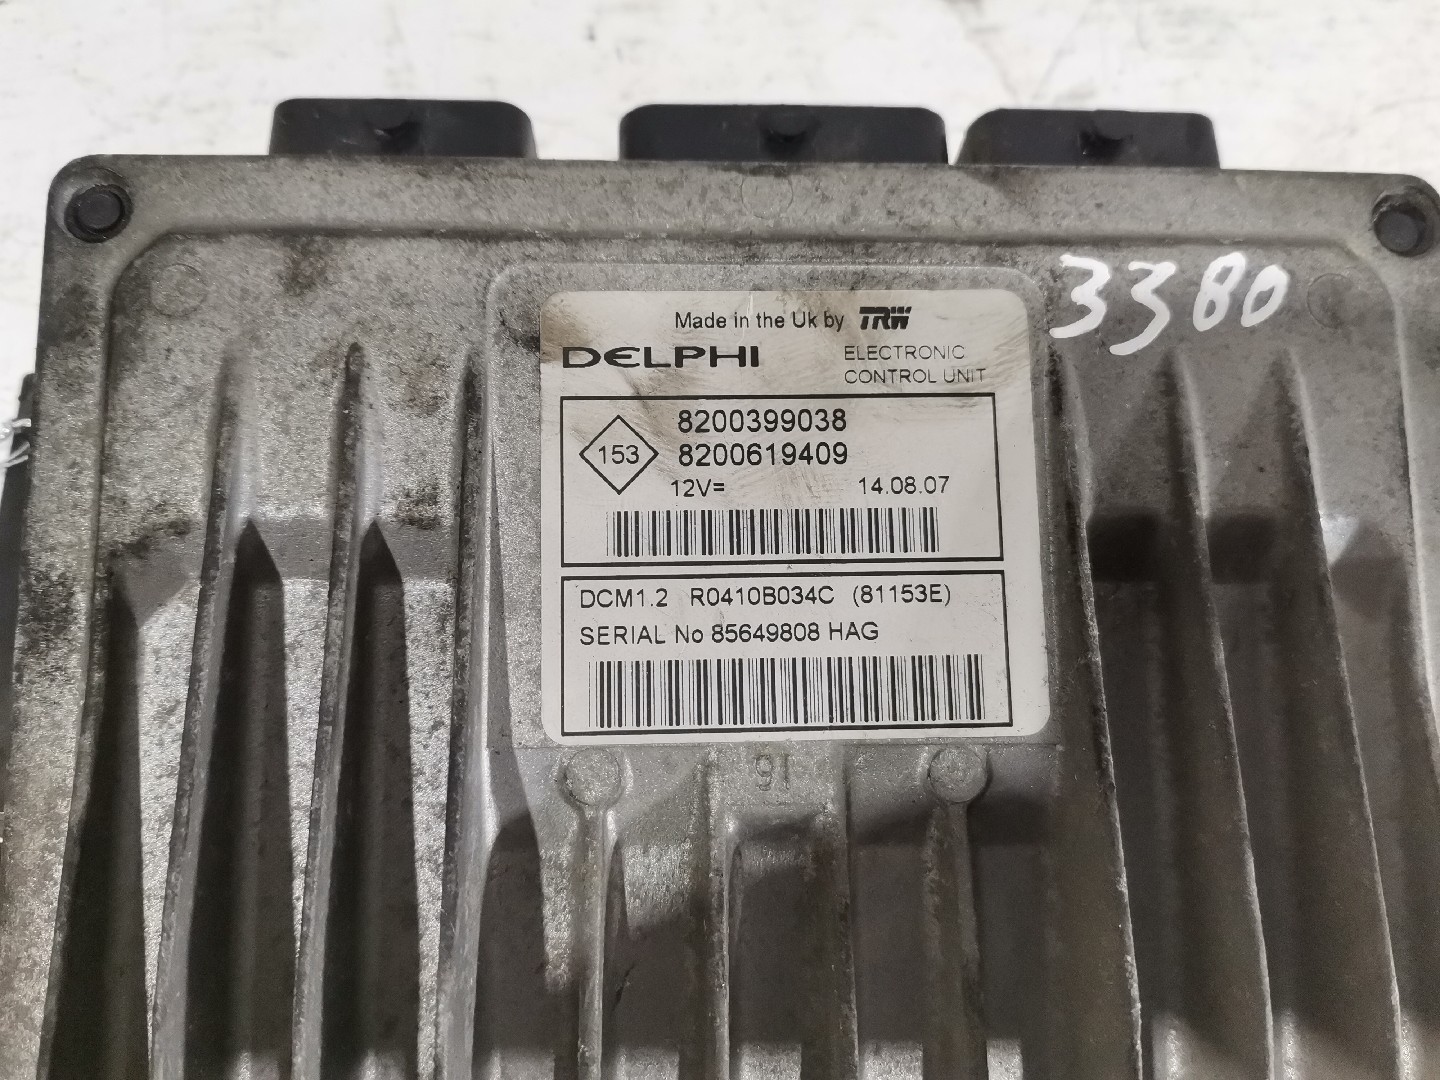 3380
Made in the Uk by TRW
DELPHI ELECTRONIC
CONTROL UNIT
153
8200399038
8200619409
12V= 14.08.07
DCM1.2 R0410B034C (81153E)
SERIAL No 85649808 HAG